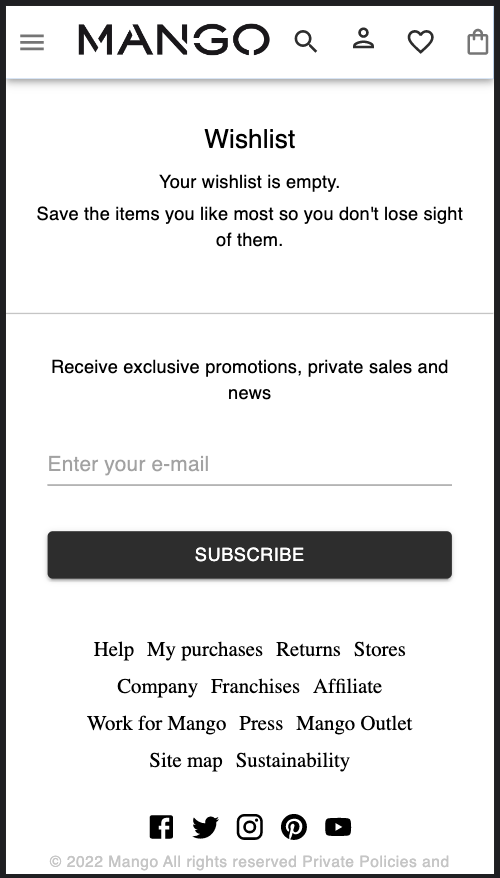 MANGO
Wishlist
Your wishlist is empty.
Save the items you like most so you don't lose sight
of them.
Receive exclusive promotions, private sales and
news
Enter your e-mail
SUBSCRIBE
Help My purchases Returns Stores
Company Franchises Affiliate
Work for Mango Press Mango Outlet
Site map Sustainability
© 2022 Mango All rights reserved Private Policies and